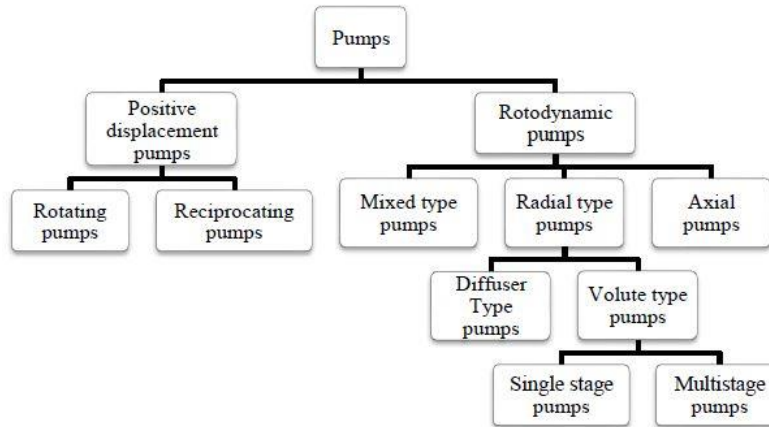 Pumps
Positive
displacement
pumps
Rotodynamic
pumps
Rotating
pumps
Reciprocating
pumps
Mixed type
pumps
Radial type
pumps
Axial
pumps
Diffuser
Type
pumps
Volute type
pumps
Single stage
pumps
Multistage
pumps